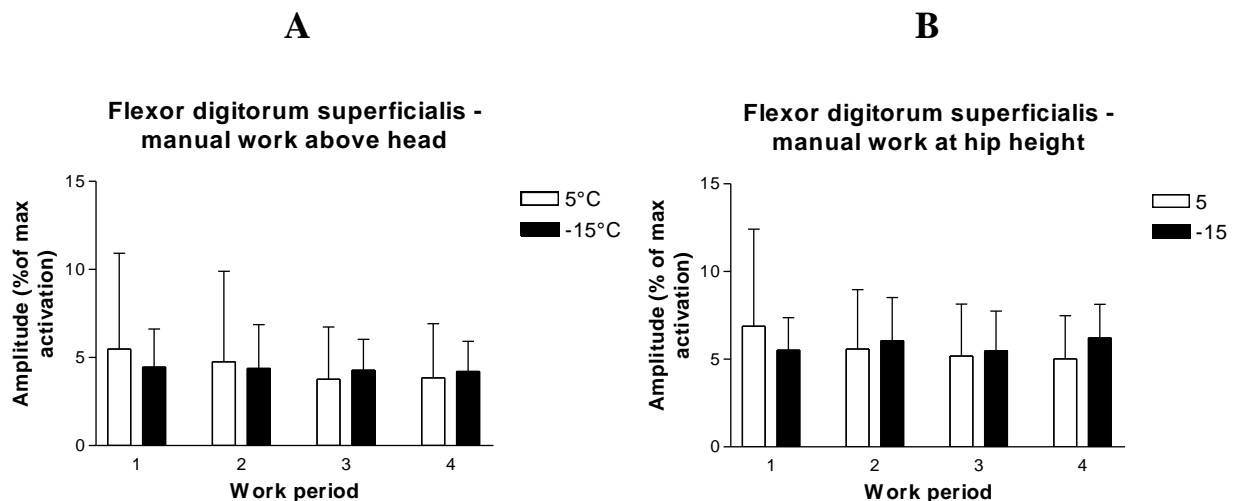 A
Flexor digitorum superficialis -
manual work above head
15
10
5
0
Amplitude (%of max
activation)
1 2 3 4
Work period
5°C
-15°C
B
Flexor digitorum superficialis -
manual work at hip height
15
10
5
0
Amplitude (% of max
activation)
1 2 3 4
Work period
5
-15